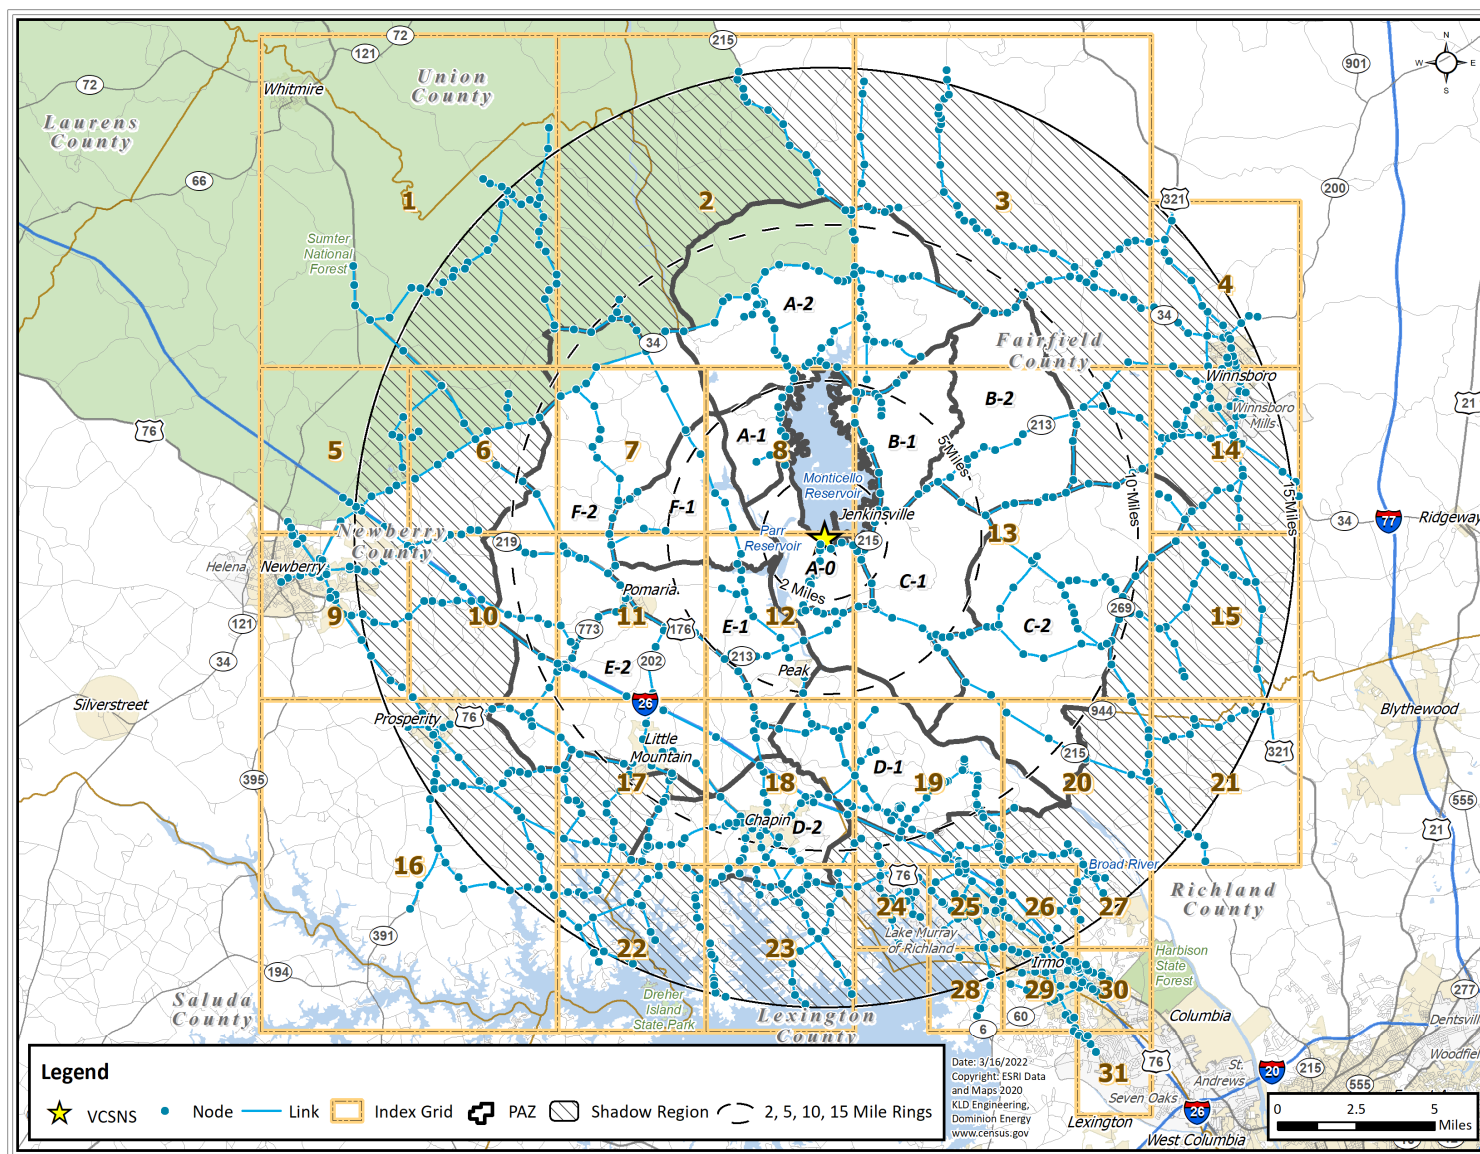 72
121
215
N
W E
S
901
Union
County
72
Whitmire
Laurens
County
66
1
2
3
321
200
Sumter
National
Forest
4
A-2
34
34
Fairfield
County
Winnsboro
B-2
21
Winnsboro
Mills
76
213
5
6
7
A-1
8
B-1
5 Miles
14
Monticello
Reservoir
10 Miles
15 Miles
F-2
F-1
Jenkinsville
34
77
Ridgeway
Newberry
County
219
Parr
Reservoir
215
13
Helena
Newberry
A-0
C-1
2 Miles
Pomaria
9
10
11
12
269
15
121
773
176
E-1
C-2
34
E-2
202
213
Peak
26
Silverstreet
Prosperity
76
944
Blythewood
Little
Mountain
215
321
395
17
18
D-1
19
20
21
555
Chapin
D-2
21
16
76
Broad River
Richland
County
24
25
26
27
391
22
23
Lake Murray
of Richland
Irmo
Harbison
State
Forest
194
28
29
30
277
Saluda
County
Dreher
Island
State Park
Lexington
County
60
6
Columbia
Dentsvill
Woodfie
Legend
VCSNS
Node
Link
Index Grid
PAZ
Shadow Region
2, 5, 10, 15 Mile Rings
Date: 3/16/2022
Copyright: ESRI Data
and Maps 2020
KLD Engineering,
Dominion Energy
www.census.gov
76
St.
Andrews
20
215
555
31
Seven Oaks
26
Lexington
West Columbia
0 2.5 5
Miles